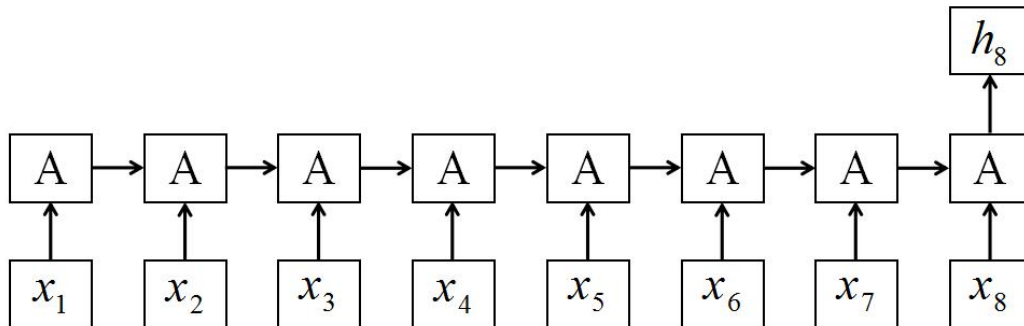 h₈
A A A A A A A A
x₁ x₂ x₃ x₄ x₅ x₆ x₇ x₈